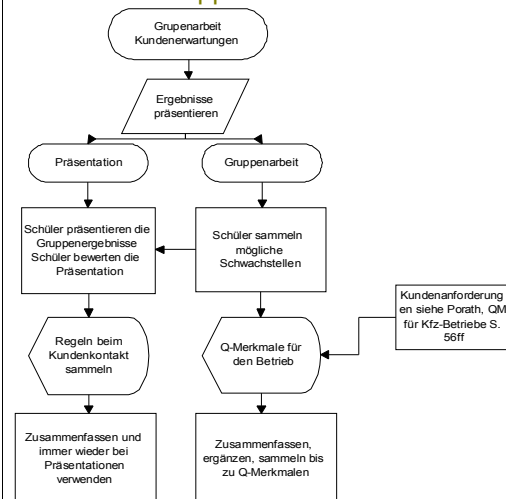 Grupenarbeit
Kundenerwartungen
Ergebnisse
präsentieren
Präsentation
Gruppenarbeit
Schüler präsentieren die
Gruppenergebnisse
Schüler bewerten die
Präsentation
Schüler sammeln
mögliche
Schwachstellen
Kundenanforderung
en siehe Porath, QM
für Kfz-Betriebe S.
56ff
Regeln beim
Kundenkontakt
sammeln
Q-Merkmale für
den Betrieb
Zusammenfassen und
immer wieder bei
Präsentationen
verwenden
Zusammenfassen,
ergänzen, sammeln bis
zu Q-Merkmalen